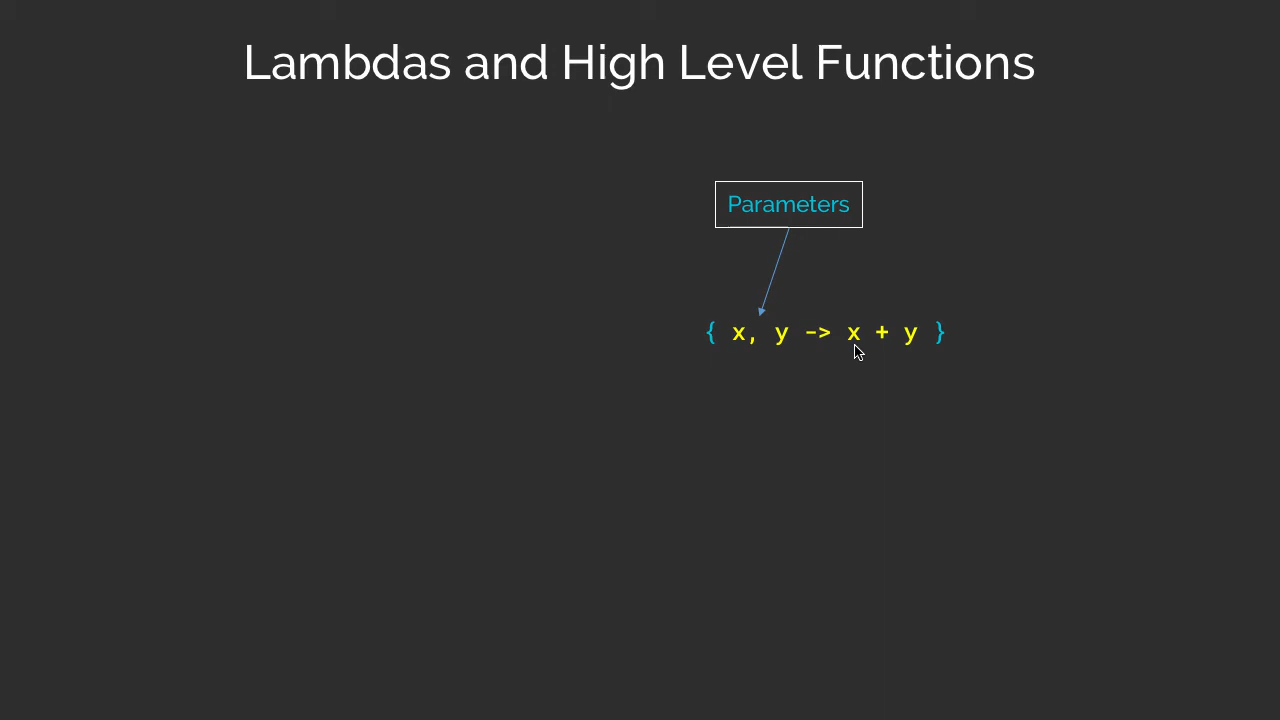 Lambdas and High Level Functions
Parameters
{ x, y -> x + y }